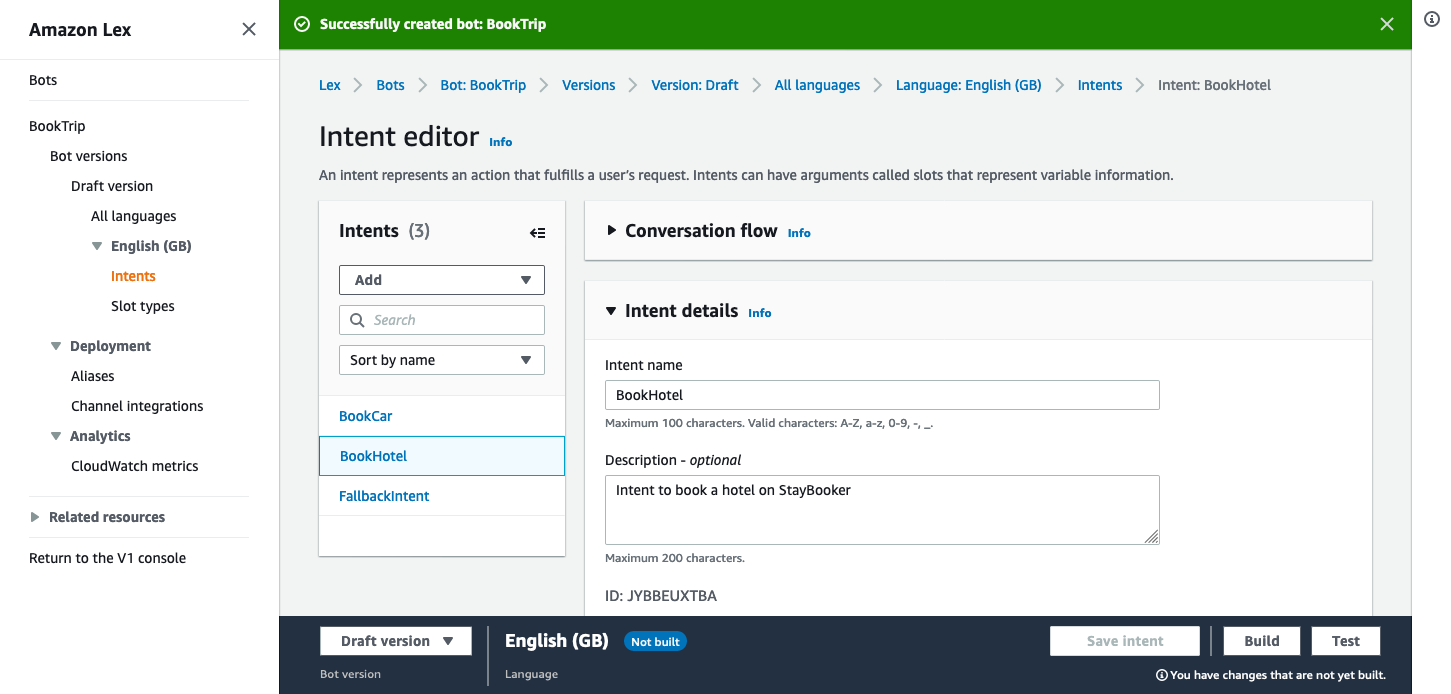 Amazon Lex
Bots
BookTrip
Bot versions
Draft version
All languages
English (GB)
Intents
Slot types
Deployment
Aliases
Channel integrations
Analytics
CloudWatch metrics
Related resources
Return to the V1 console
Successfully created bot: BookTrip
Lex Bots Bot: BookTrip Versions Version: Draft All languages Language: English (GB) Intents Intent: BookHotel
Intent editor Info
An intent represents an action that fulfills a user's request. Intents can have arguments called slots that represent variable information.
Intents (3)
Add
Search
Sort by name
BookCar
BookHotel
FallbackIntent
Conversation flow Info
Intent details Info
Intent name
BookHotel
Maximum 100 characters. Valid characters: A-Z, a-z, 0-9, -, _.
Description - optional
Intent to book a hotel on StayBooker
Maximum 200 characters.
ID: JYBBEUXTBA
Draft version
Bot version
English (GB) Not built
Language
Save intent Build Test
You have changes that are not yet built.